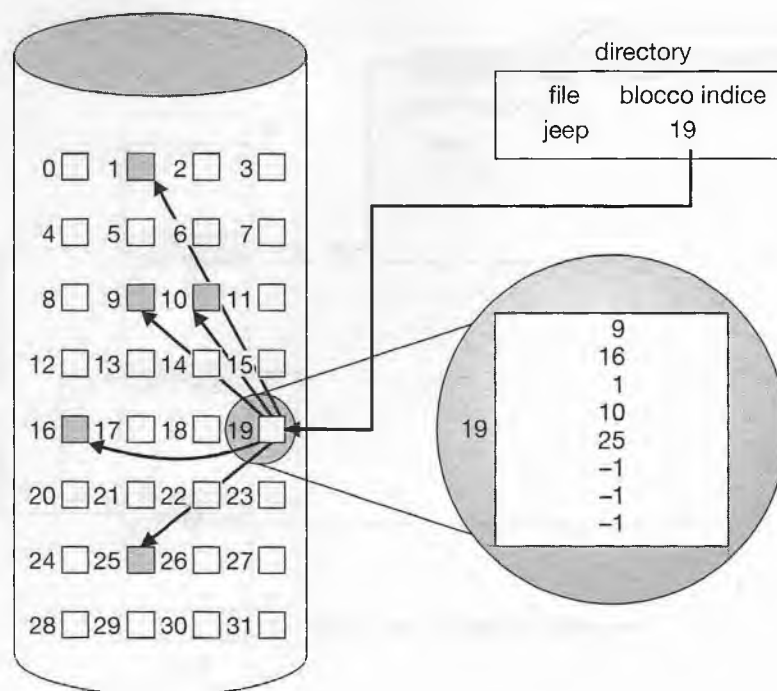 directory
file blocco indice
jeep 19
0 1 2 3
4 5 6 7
8 9 10 11
12 13 14 15
16 17 18 19
20 21 22 23
24 25 26 27
28 29 30 31
19
9
16
1
10
25
–1
–1
–1